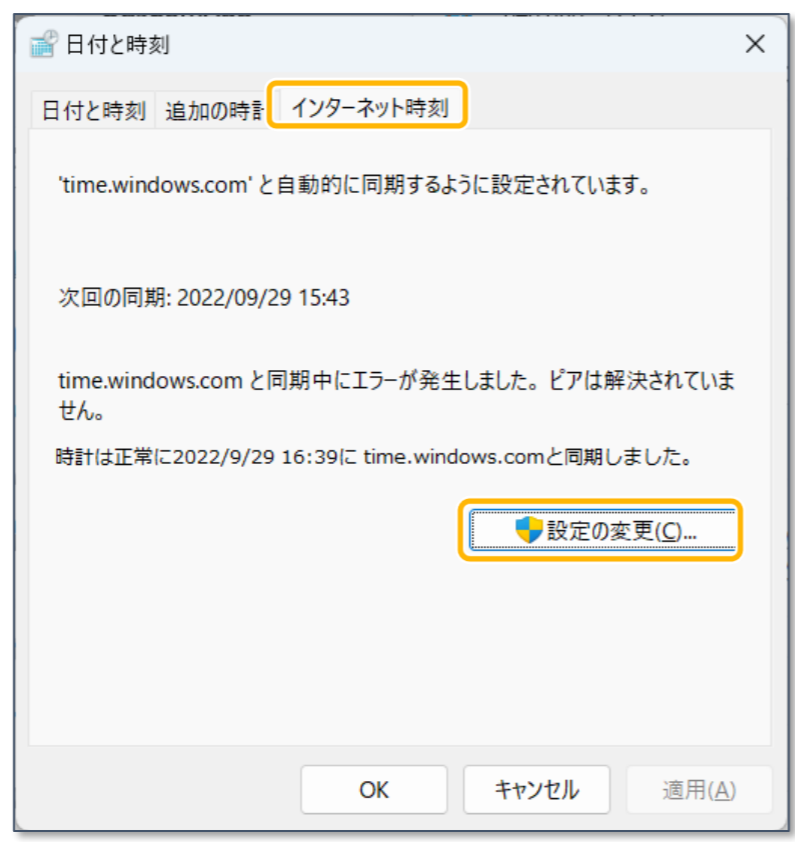 日付と時刻
日付と時刻 追加の時計 インターネット時刻
'time.windows.com' と自動的に同期するように設定されています。
次回の同期: 2022/09/29 15:43
time.windows.com と同期中にエラーが発生しました。ピアは解決されていま
せん。
時計は正常に2022/9/29 16:39に time.windows.comと同期しました。
設定の変更(C)...
OK キャンセル 適用(A)